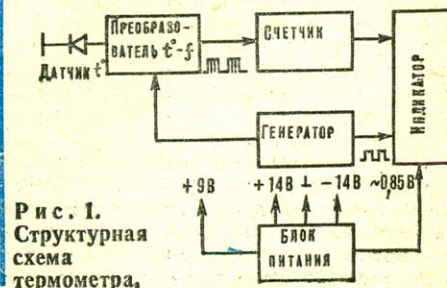 ПРЕОБРАЗО-
ВАТЕЛЬ t°-f
СЧЕТЧИК
ДАТЧИК t°
ИНДИКАТОР
ГЕНЕРАТОР
+9В +14В ⊥ -14В ~0,85В
БЛОК
ПИТАНИЯ
Рис. 1.
Структурная
схема
термометра.